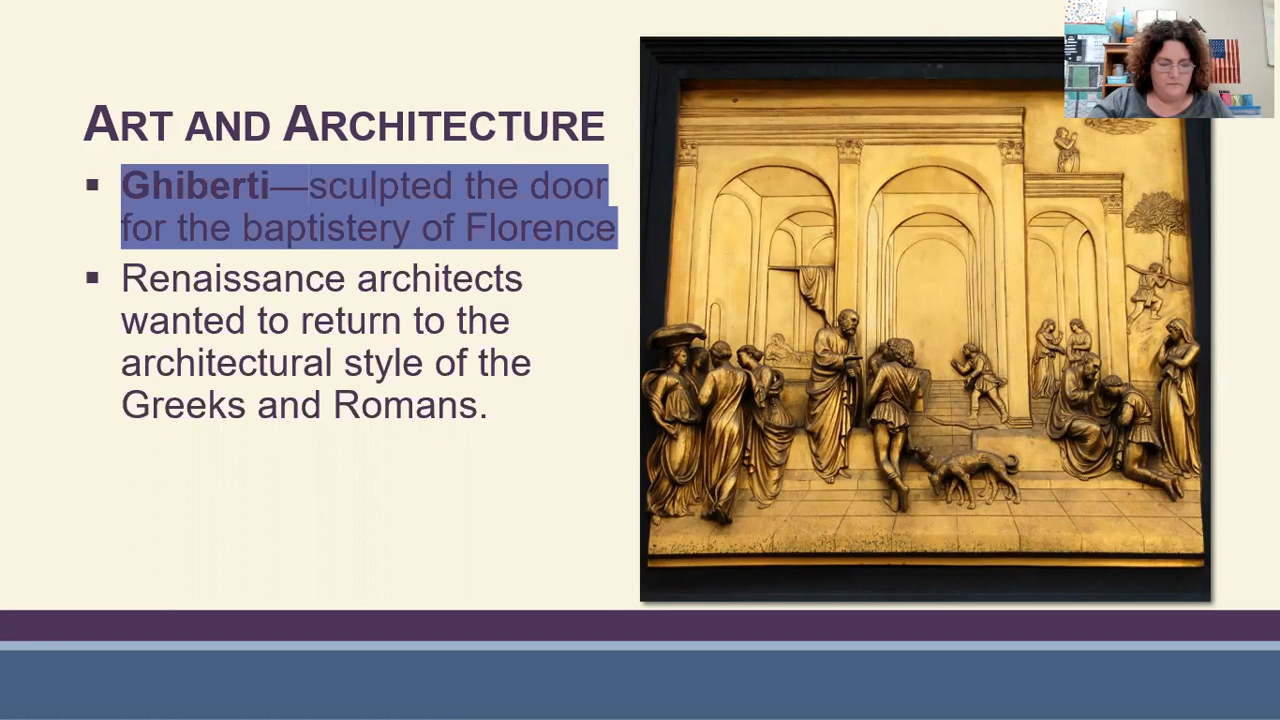 ART AND ARCHITECTURE
▪ Ghiberti—sculpted the door
for the baptistery of Florence
▪ Renaissance architects
wanted to return to the
architectural style of the
Greeks and Romans.